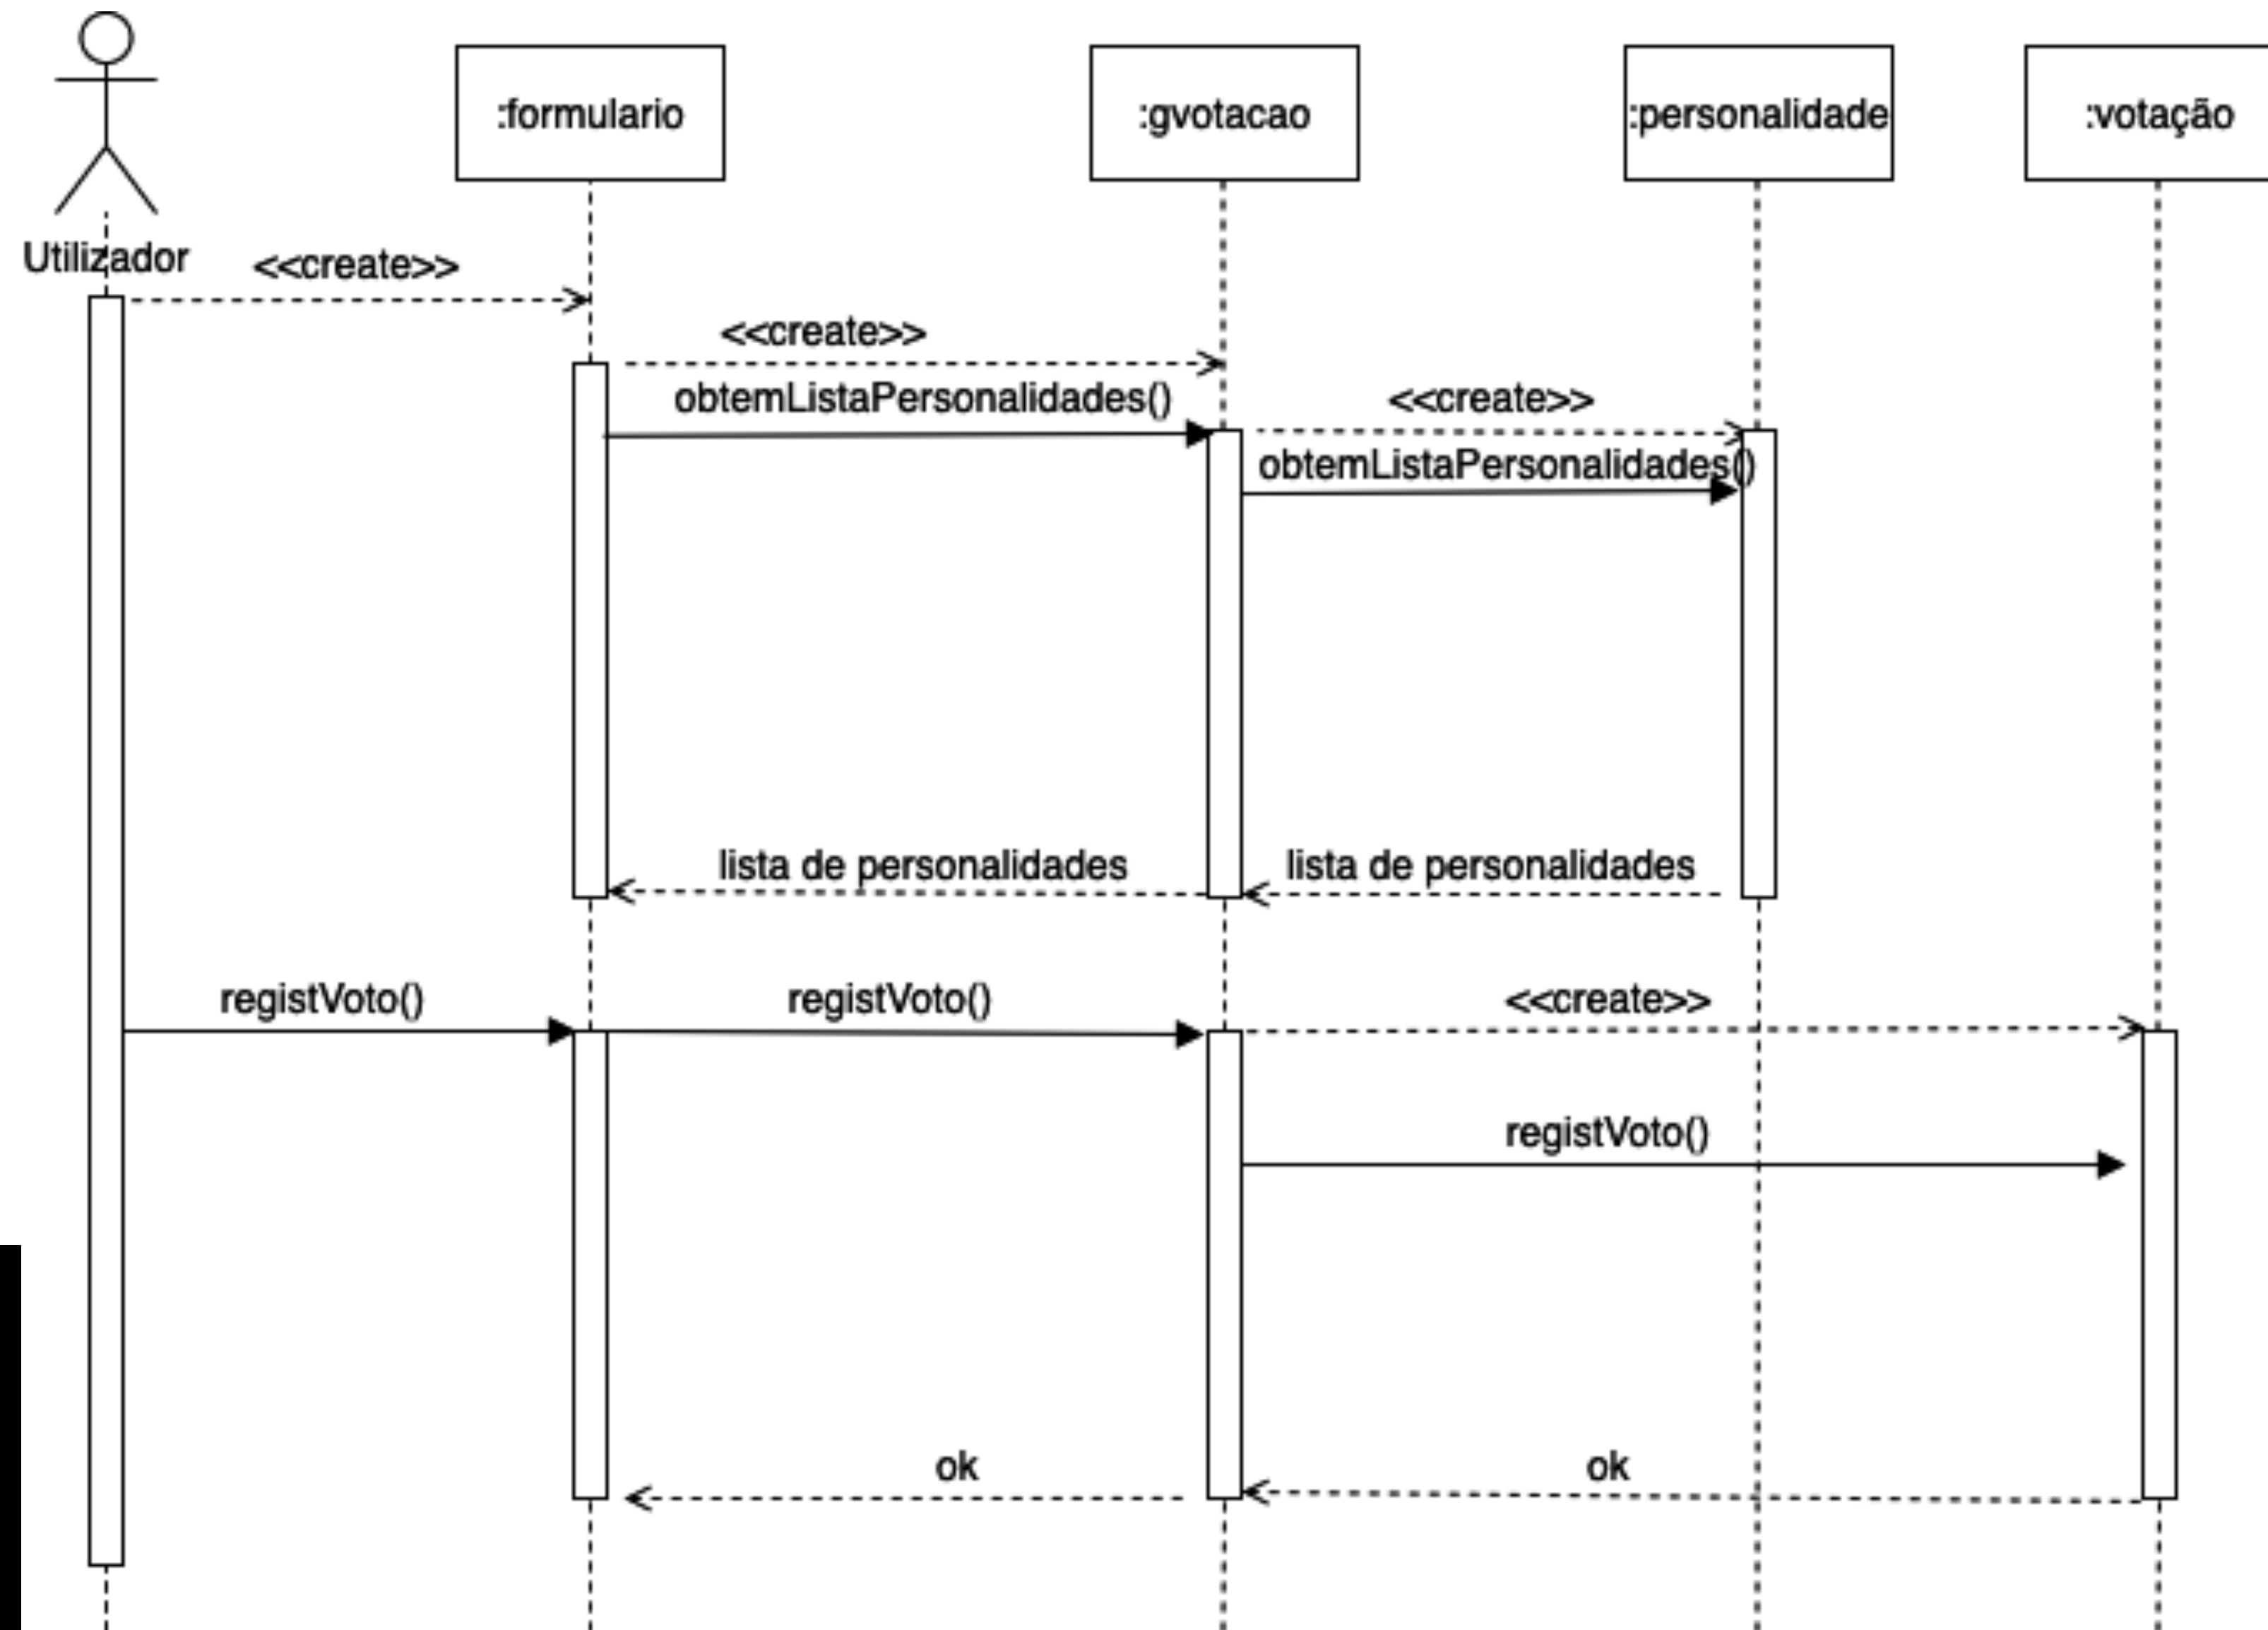 :formulario
:gvotacao
:personalidade
:votação
Utilizador
<<create>>
<<create>>
obtemListaPersonalidades()
<<create>>
obtemListaPersonalidades()
lista de personalidades
lista de personalidades
registVoto()
registVoto()
<<create>>
registVoto()
ok
ok